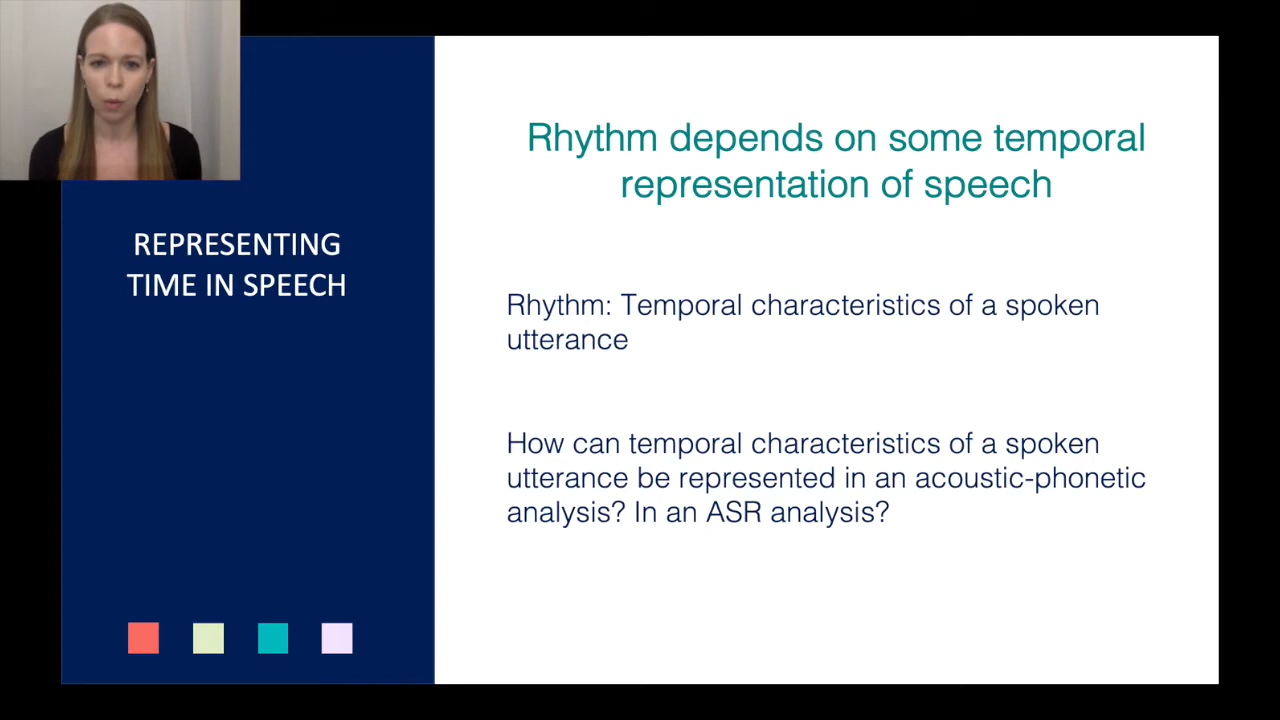 REPRESENTING
TIME IN SPEECH
Rhythm depends on some temporal
representation of speech
Rhythm: Temporal characteristics of a spoken
utterance
How can temporal characteristics of a spoken
utterance be represented in an acoustic-phonetic
analysis? In an ASR analysis?